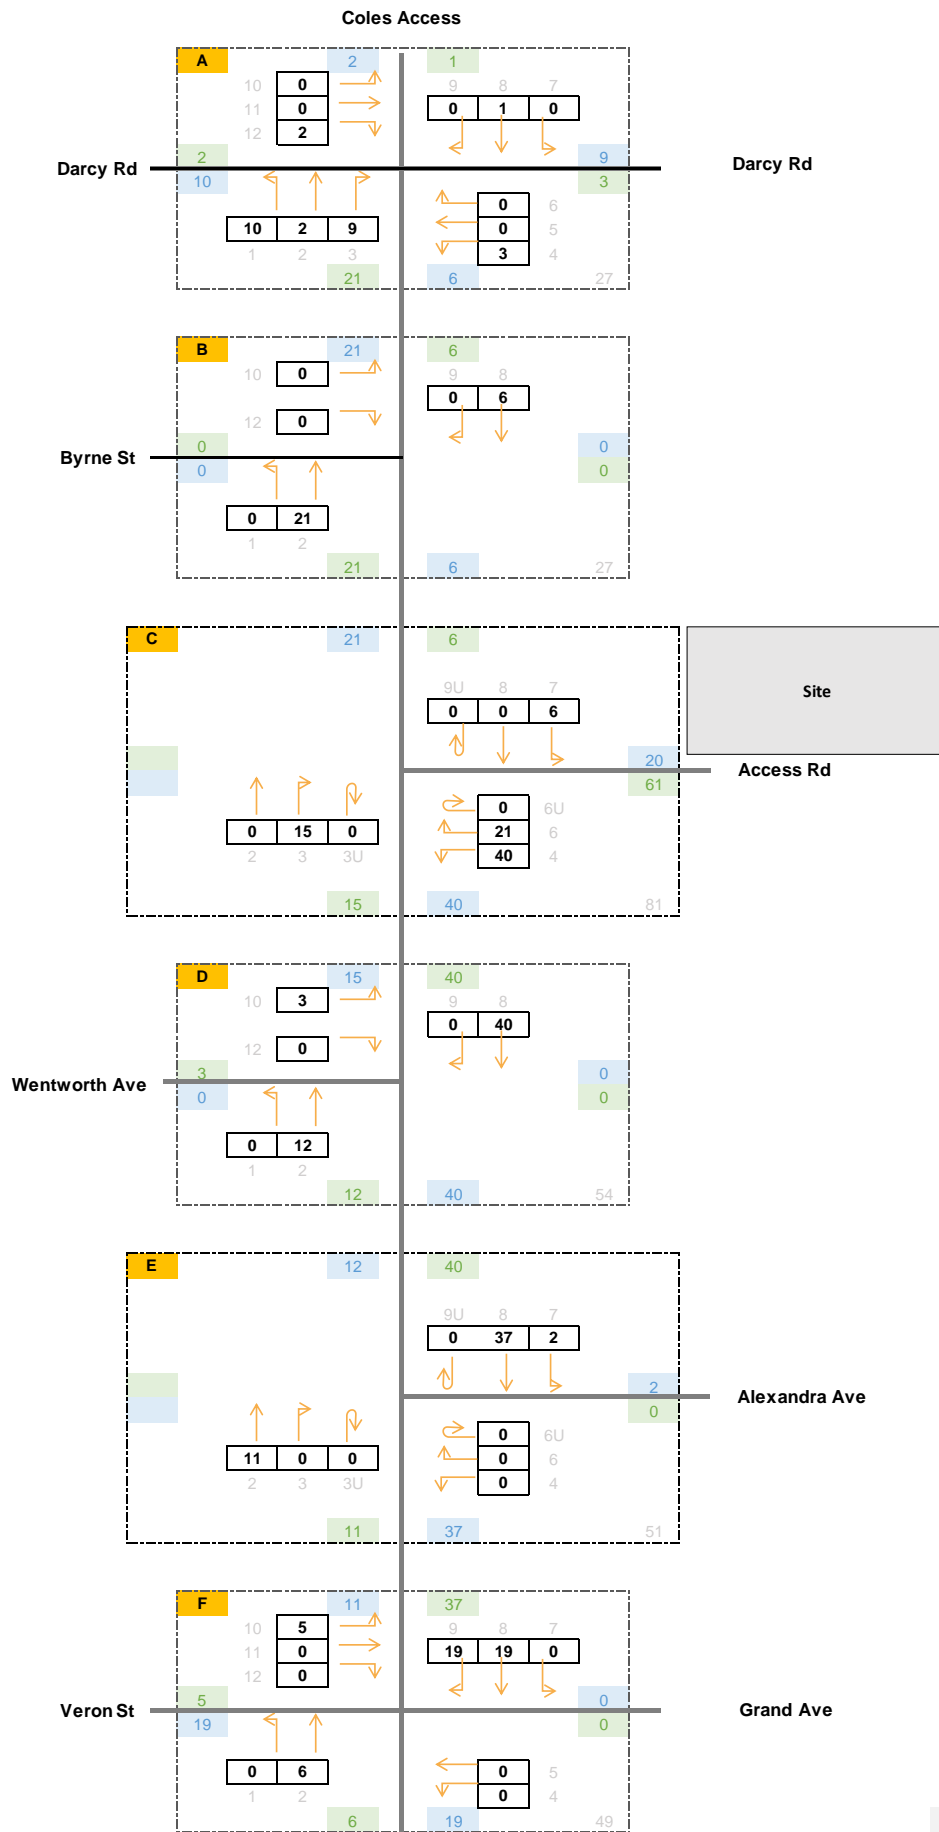 Coles Access
A 2 1
9 8 7
10 0
0 1 0
11 0
12 2
2 9
Darcy Rd Darcy Rd
10 3
0 6
10 2 9 0 5
1 2 3 3 4
21 6 27
B 21 6
10 0 9 8
0 6
12 0
0 0
Byrne St
0 0
0 21
1 2
21 6 27
C 21 6
9U 8 7
Site
0 0 6
20
Access Rd
61
0 6U
0 15 0 21 6
2 3 3U 40 4
15 40 81
D 15 40
10 3 9 8
0 40
12 0
3 0
Wentworth Ave
0 0
0 12
1 2
12 40 54
E 12 40
9U 8 7
0 37 2
2
Alexandra Ave
0
0 6U
11 0 0 0 6
2 3 3U 0 4
11 37 51
F 11 37
10 5 9 8 7
11 0 19 19 0
12 0
5 0
Veron St Grand Ave
19 0
0 6 0 5
1 2 0 4
6 19 49